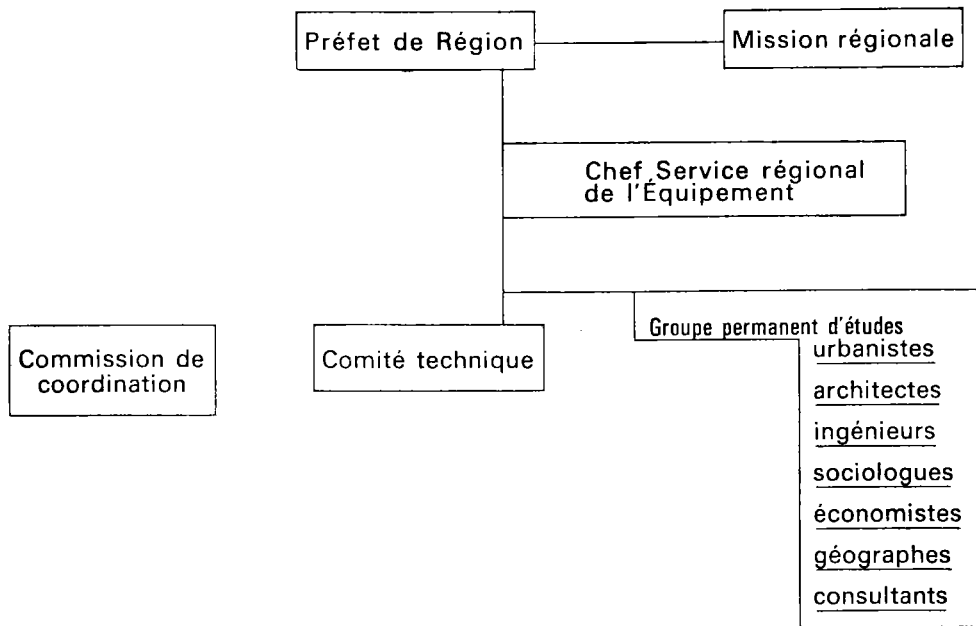 Préfet de Région
Mission régionale
Chef Service régional
de l'Équipement
Groupe permanent d'études
Commission de
coordination
Comité technique
urbanistes
architectes
ingénieurs
sociologues
économistes
géographes
consultants